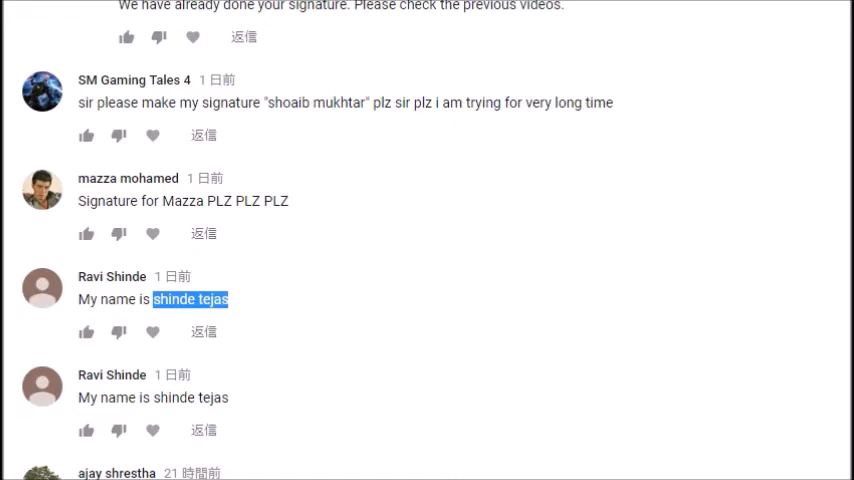 We have already done your signature. Please check the previous videos.
返信
SM Gaming Tales 4 1 日前
sir please make my signature "shoaib mukhtar" plz sir plz i am trying for very long time
返信
mazza mohamed 1 日前
Signature for Mazza PLZ PLZ PLZ
返信
Ravi Shinde 1 日前
My name is shinde tejas
返信
Ravi Shinde 1 日前
My name is shinde tejas
返信
ajay shrestha 21 時間前